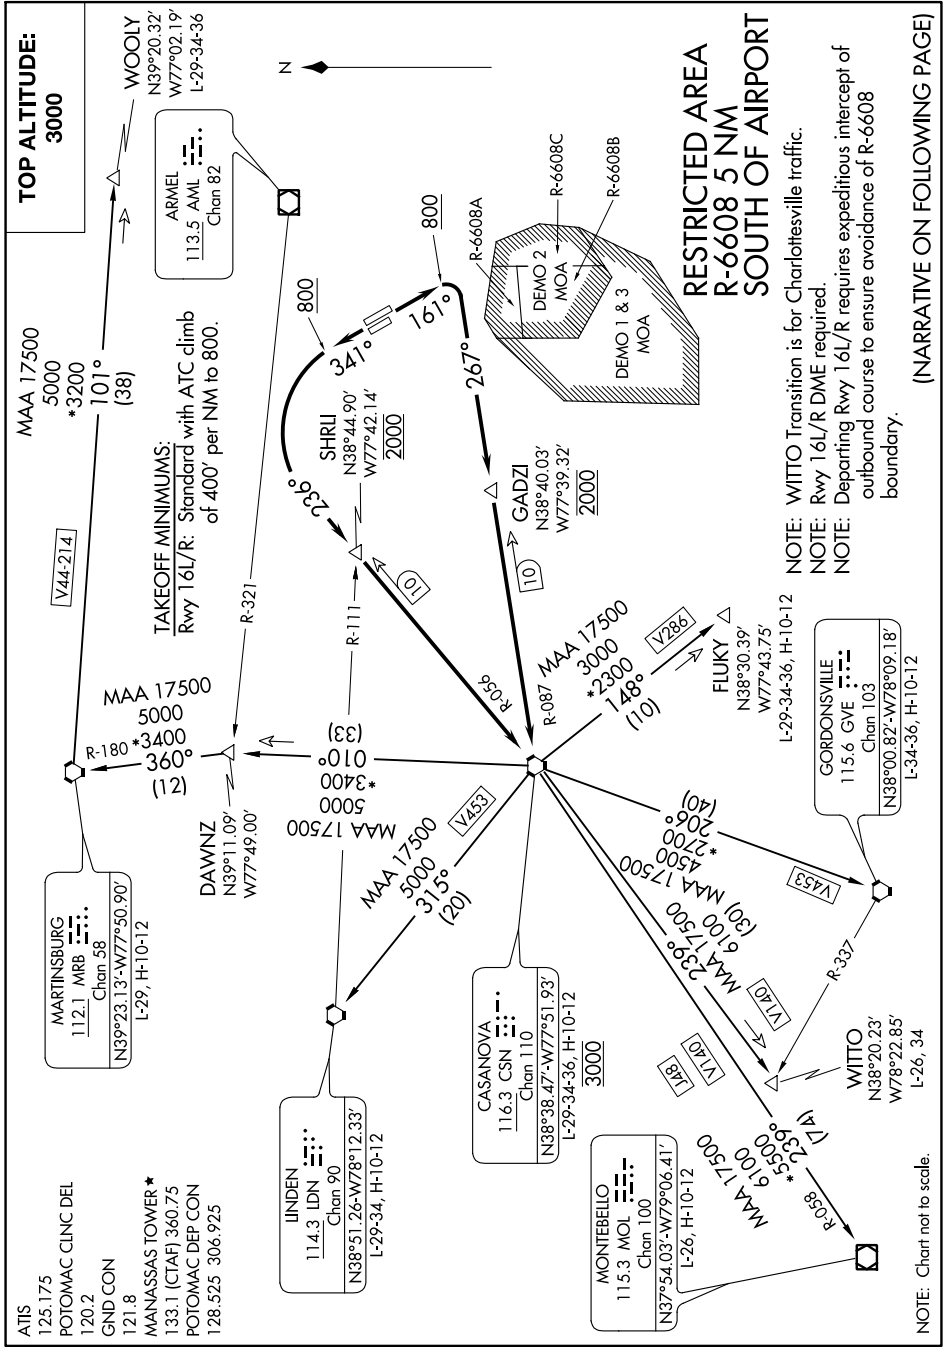 ATIS
125.175
POTOMAC CLNC DEL
120.2
GND CON
121.8
MANASSAS TOWER★
133.1 (CTAF) 360.75
POTOMAC DEP CON
128.525 306.925
TOP ALTITUDE:
3000
WOOLY
N39°20.32'
W77°02.19'
L-29-34-36
MAA 17500
5000
*3200
101°
(38)
V44-214
N
ARMEL
113.5 AML
Chan 82
TAKEOFF MINIMUMS:
Rwy 16L/R: Standard with ATC climb
of 400' per NM to 800.
MARTINSBURG
112.1 MRB
Chan 58
N39°23.13'-W77°50.90'
L-29, H-10-12
MAA 17500
5000
*3400
360°
(12)
R-180
R-321
DAWNZ
N39°11.09'
W77°49.00'
MAA 17500
5000
*3400
010°
(33)
R-111
SHRLI
N38°44.90'
W77°42.14'
2000
800
341°
236°
800
161°
267°
GADZI
N38°40.03'
W77°39.32'
2000
10
10
R-056
R-087
R-6608A
R-6608C
R-6608B
DEMO 2
MOA
DEMO 1 & 3
MOA
RESTRICTED AREA
R-6608 5 NM
SOUTH OF AIRPORT
LINDEN
114.3 LDN
Chan 90
N38°51.26-W78°12.33'
L-29-34, H-10-12
MAA 17500
5000
315°
(20)
V453
CASANOVA
116.3 CSN
Chan 110
N38°38.47'-W77°51.93'
L-29-34-36, H-10-12
3000
MAA 17500
3000
*2300
148°
(10)
V286
FLUKY
N38°30.39'
W77°43.75'
L-29-34-36, H-10-12
MAA 17500
4500
*2700
206°
(40)
V453
GORDONSVILLE
115.6 GVE
Chan 103
N38°00.82'-W78°09.18'
L-34-36, H-10-12
R-337
239°
MAA 17500
6100
(30)
V140
WITTO
N38°20.23'
W78°22.85'
L-26, 34
J48
V140
MAA 17500
6100
*5500
239°
(74)
R-058
MONTEBELLO
115.3 MOL
Chan 100
N37°54.03'-W79°06.41'
L-26, H-10-12
NOTE: WITTO Transition is for Charlottesville traffic.
NOTE: Rwy 16L/R DME required.
NOTE: Departing Rwy 16L/R requires expeditious intercept of
outbound course to ensure avoidance of R-6608
boundary.
(NARRATIVE ON FOLLOWING PAGE)
NOTE: Chart not to scale.